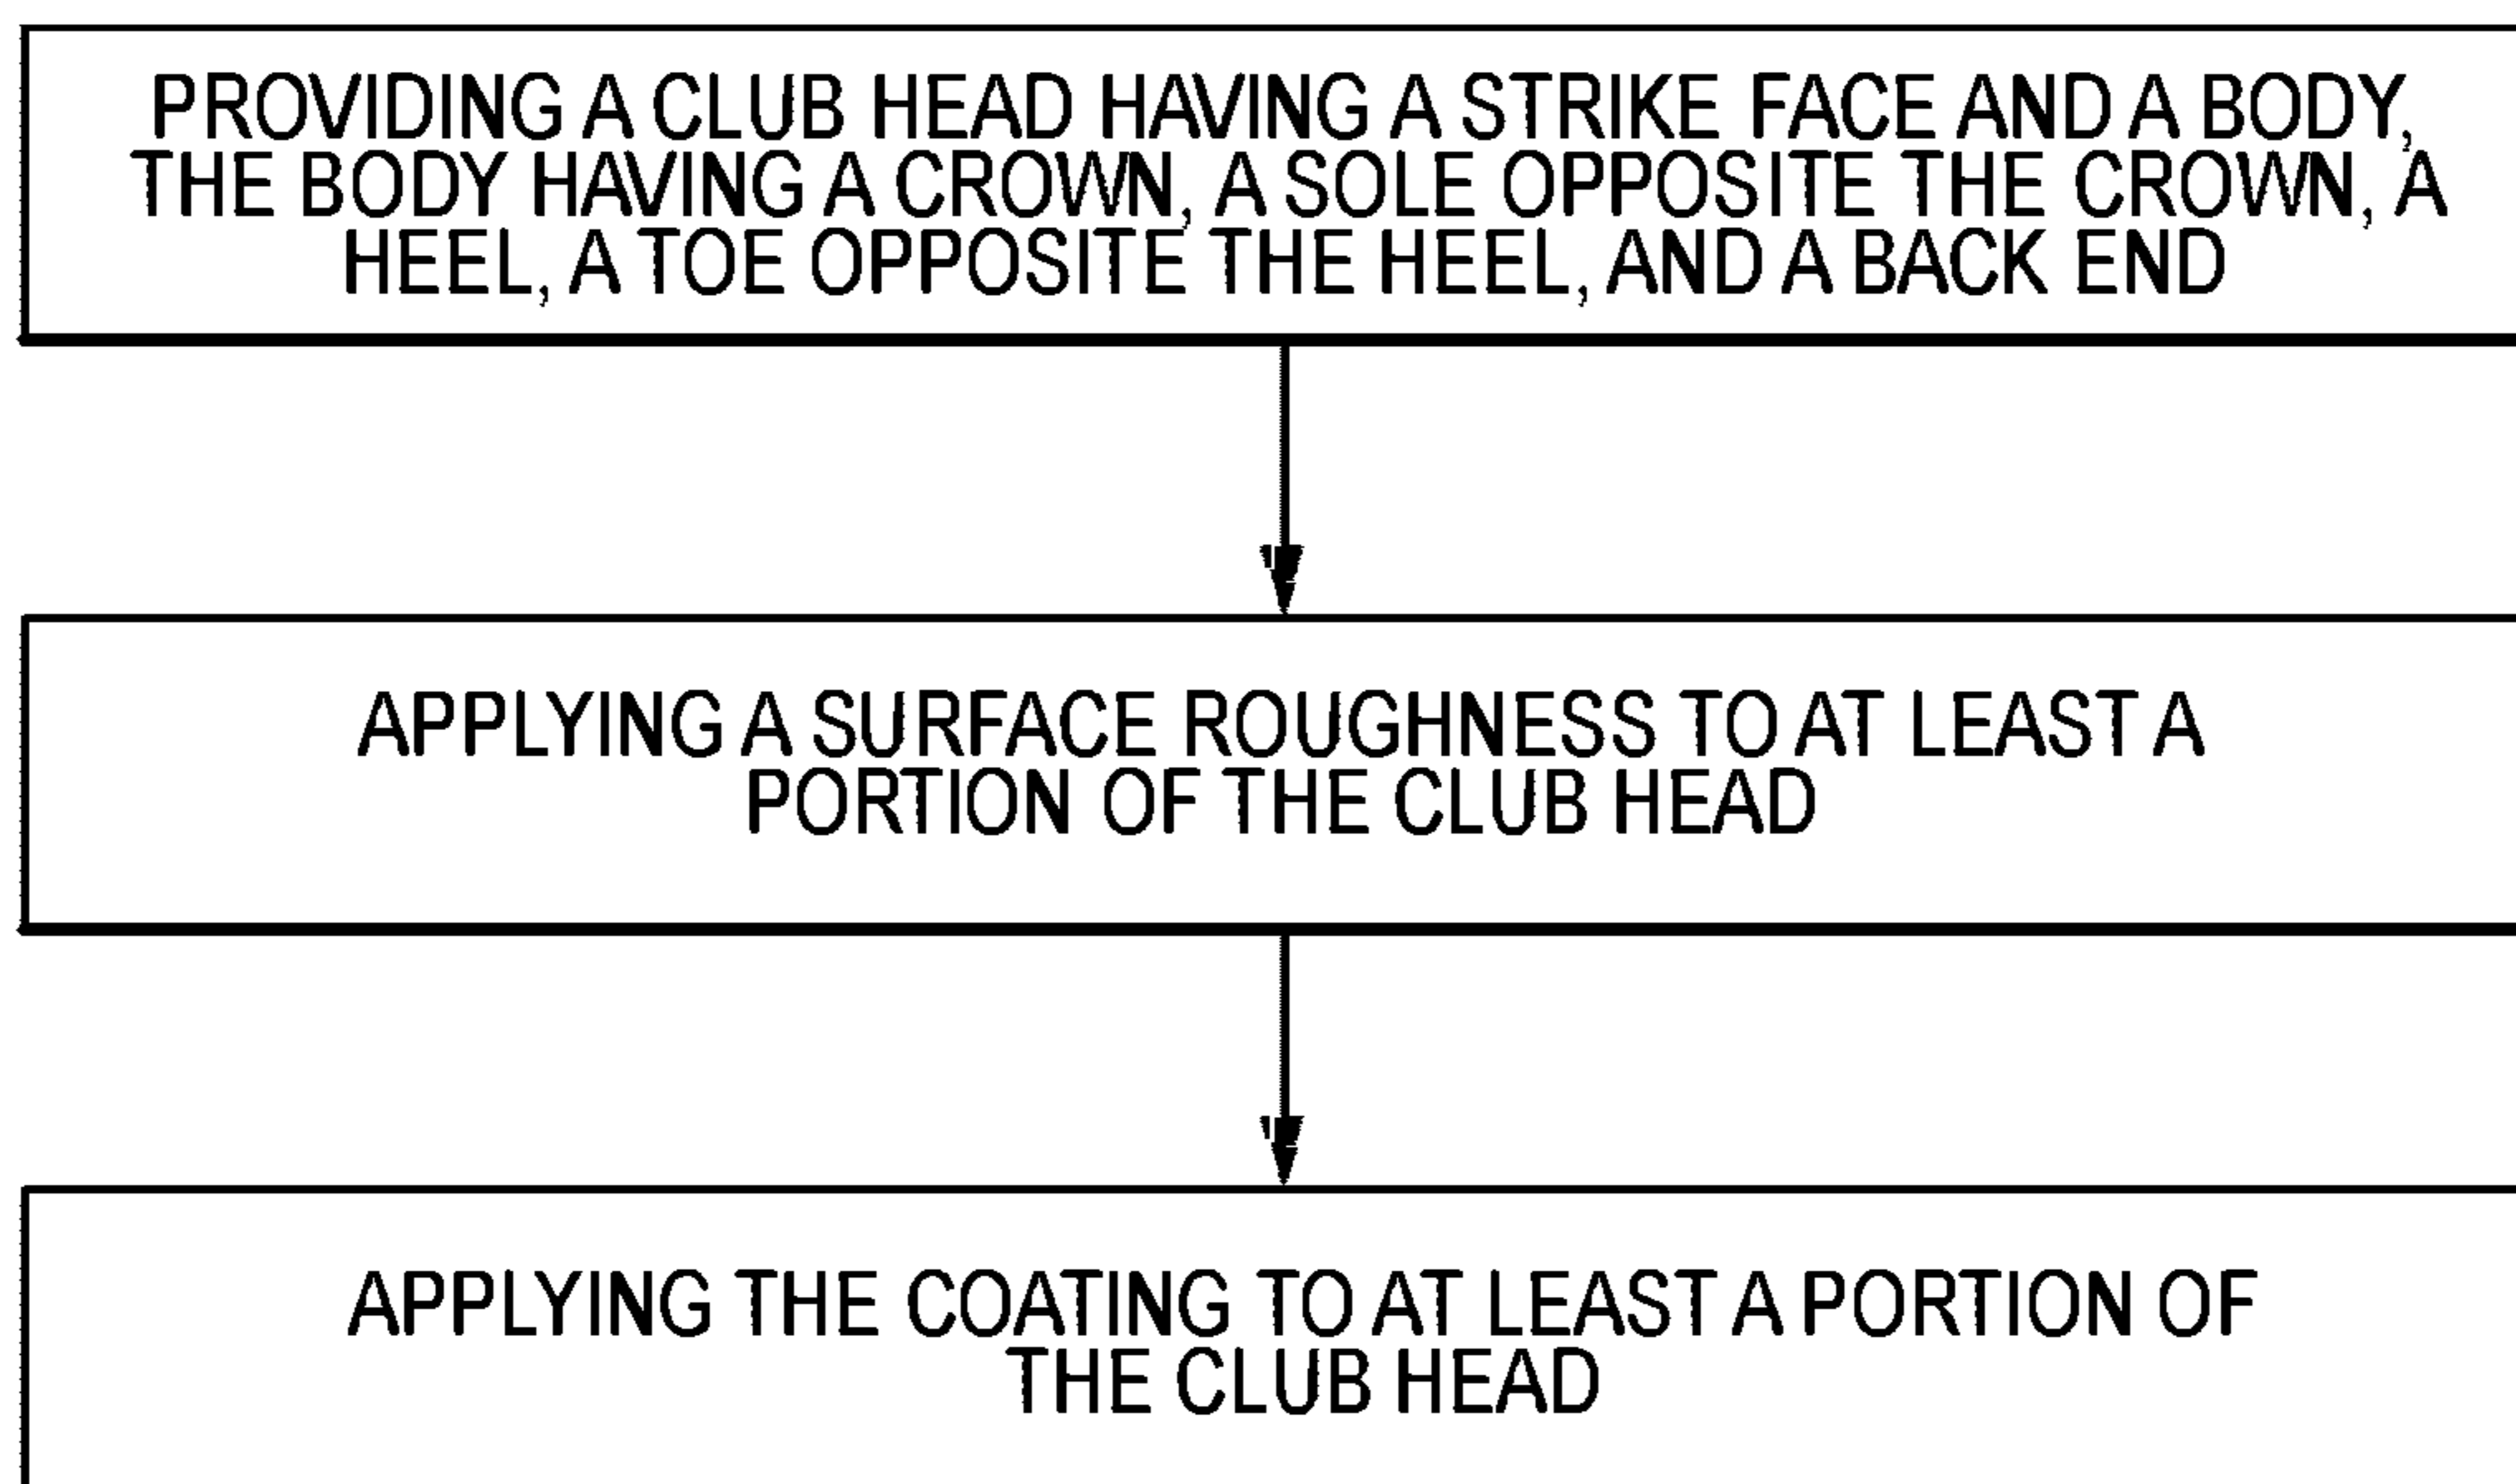 PROVIDING A CLUB HEAD HAVING A STRIKE FACE AND A BODY,
THE BODY HAVING A CROWN, A SOLE OPPOSITE THE CROWN, A
HEEL, A TOE OPPOSITE THE HEEL, AND A BACK END
APPLYING A SURFACE ROUGHNESS TO AT LEAST A
PORTION OF THE CLUB HEAD
APPLYING THE COATING TO AT LEAST A PORTION OF
THE CLUB HEAD